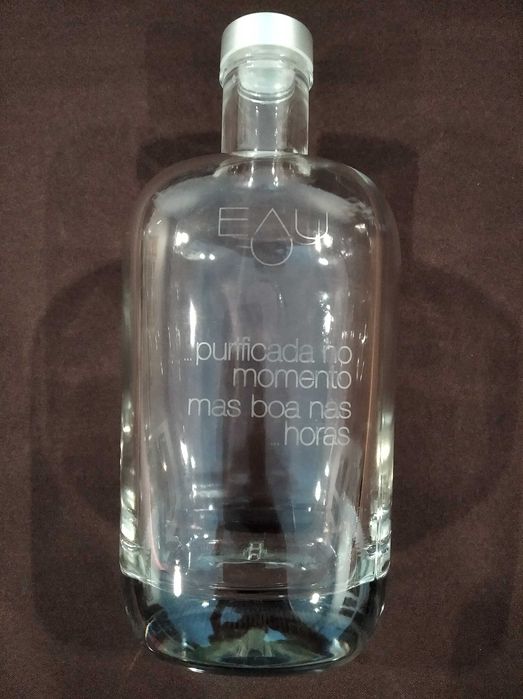 EAU
...purificada no
momento
mas boa nas
...horas